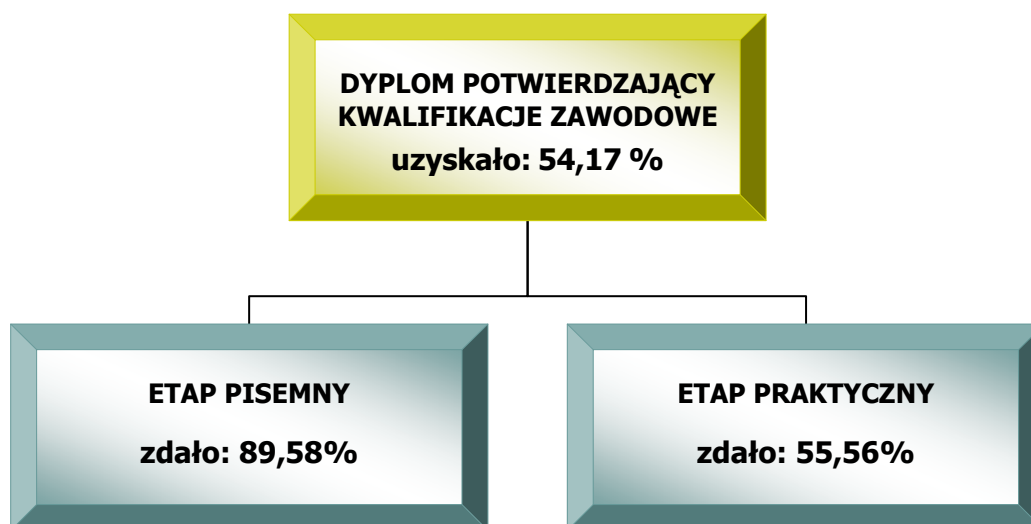 DYPLOM POTWIERDZAJĄCY
KWALIFIKACJE ZAWODOWE
uzyskało: 54,17 %
ETAP PISEMNY
zdało: 89,58%
ETAP PRAKTYCZNY
zdało: 55,56%